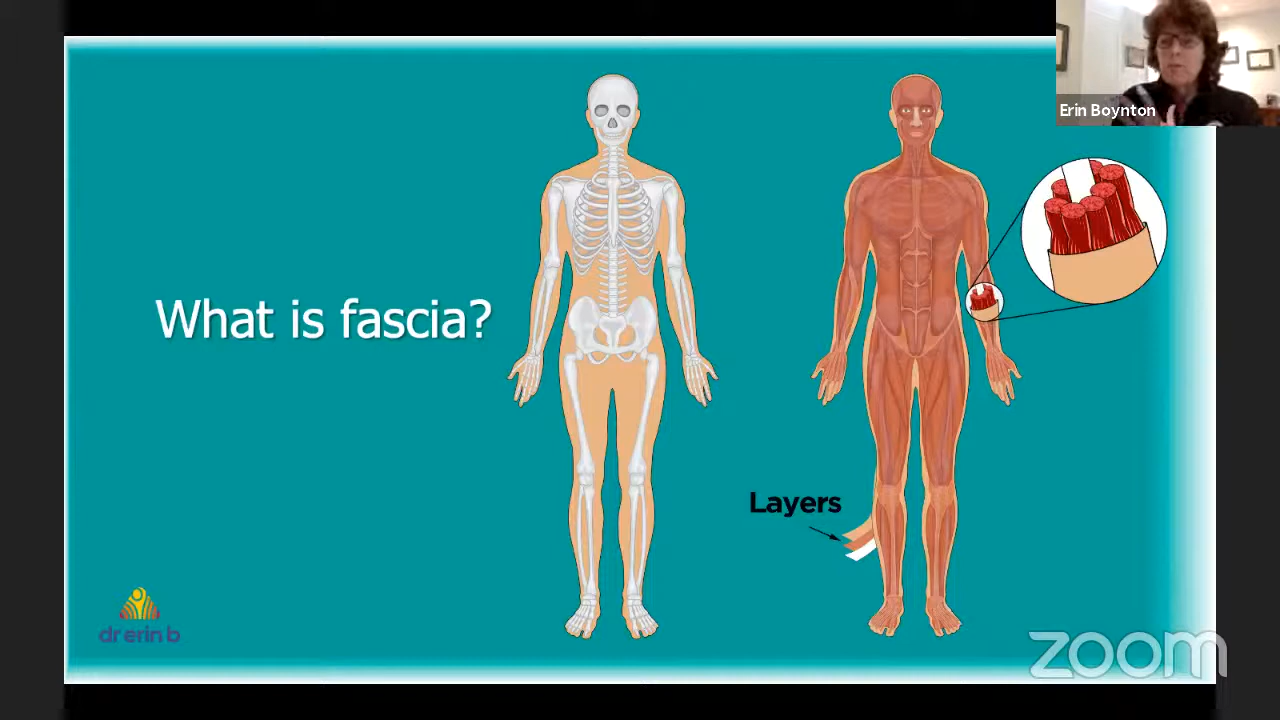 Erin Boynton
What is fascia?
Layers
dr erin b
zoom